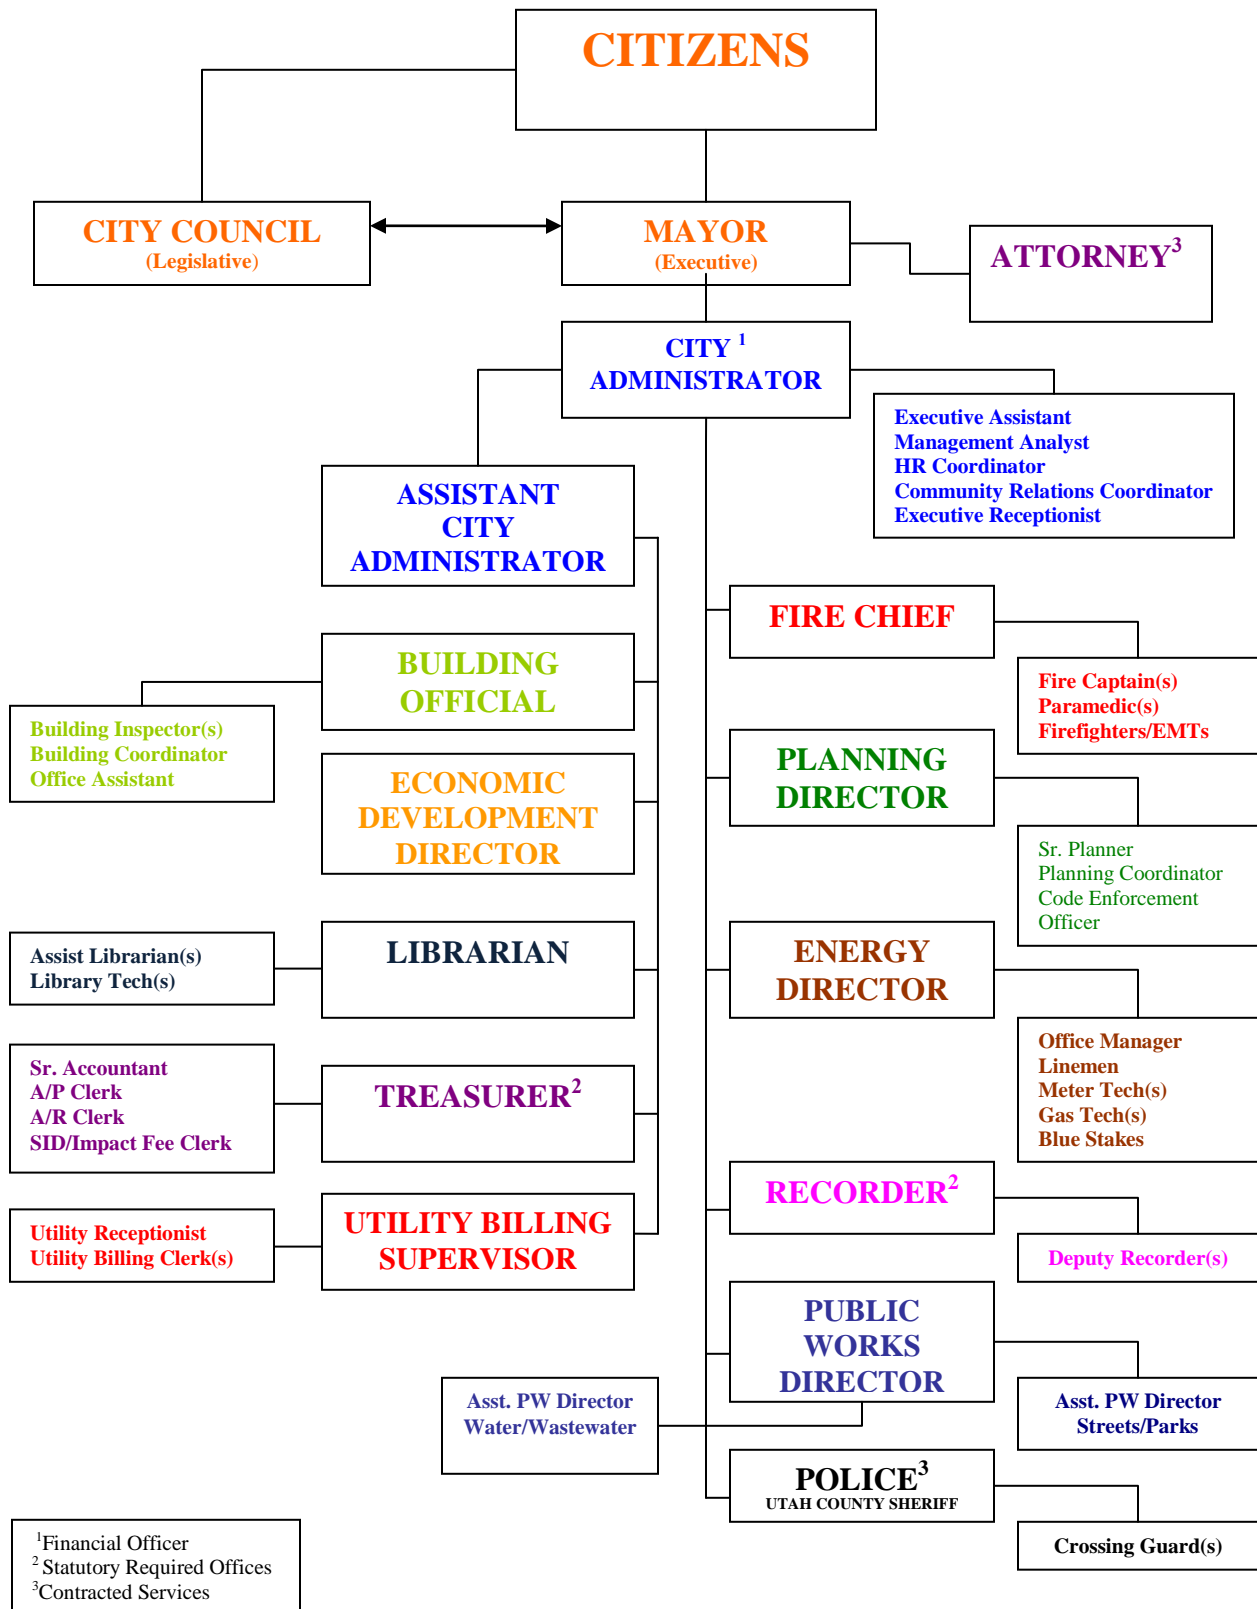 CITIZENS
CITY COUNCIL
(Legislative)
MAYOR
(Executive)
ATTORNEY³
CITY ¹
ADMINISTRATOR
Executive Assistant
Management Analyst
HR Coordinator
Community Relations Coordinator
Executive Receptionist
ASSISTANT
CITY
ADMINISTRATOR
FIRE CHIEF
Fire Captain(s)
Paramedic(s)
Firefighters/EMTs
BUILDING
OFFICIAL
Building Inspector(s)
Building Coordinator
Office Assistant
PLANNING
DIRECTOR
Sr. Planner
Planning Coordinator
Code Enforcement
Officer
ECONOMIC
DEVELOPMENT
DIRECTOR
LIBRARIAN
Assist Librarian(s)
Library Tech(s)
ENERGY
DIRECTOR
Office Manager
Linemen
Meter Tech(s)
Gas Tech(s)
Blue Stakes
Sr. Accountant
A/P Clerk
A/R Clerk
SID/Impact Fee Clerk
TREASURER²
RECORDER²
Deputy Recorder(s)
Utility Receptionist
Utility Billing Clerk(s)
UTILITY BILLING
SUPERVISOR
PUBLIC
WORKS
DIRECTOR
Asst. PW Director
Water/Wastewater
Asst. PW Director
Streets/Parks
POLICE³
UTAH COUNTY SHERIFF
Crossing Guard(s)
¹Financial Officer
² Statutory Required Offices
³Contracted Services